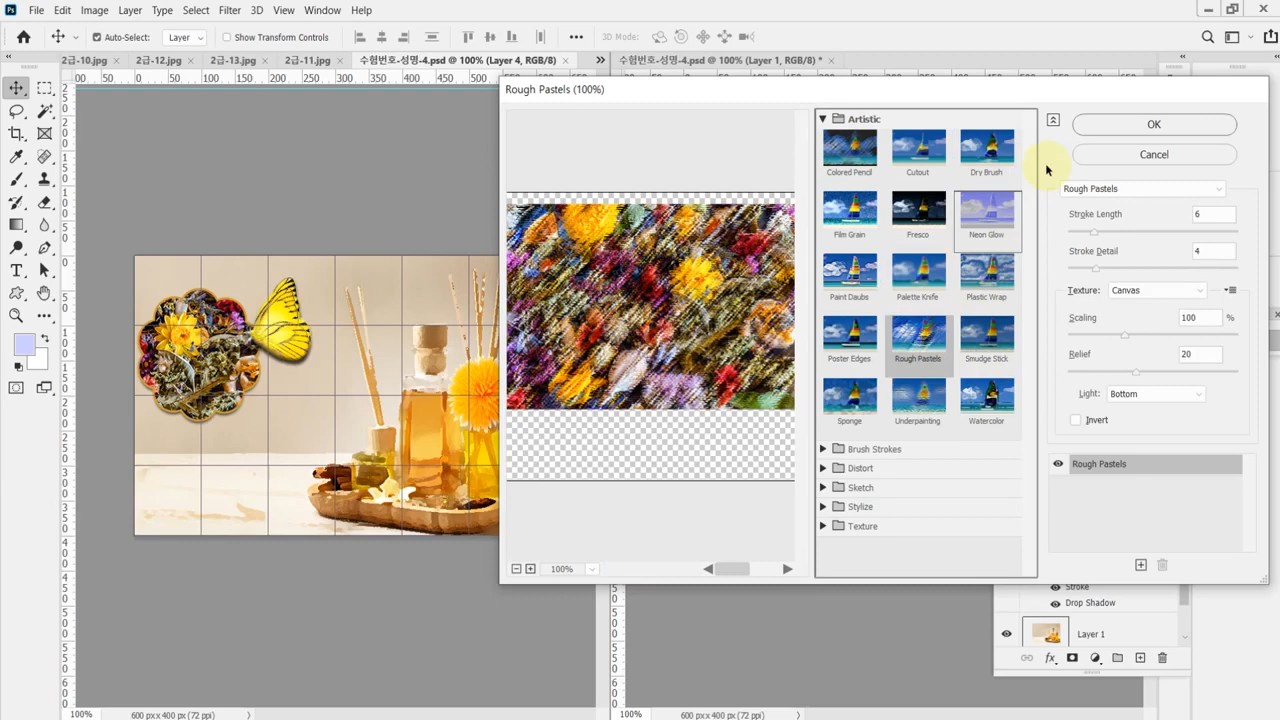 Ps File Edit Image Layer Type Select Filter 3D View Window Help
Auto-Select: Layer Show Transform Controls 3D Mode:
2급-10.jpg 2급-12.jpg 2급-13.jpg 2급-11.jpg 수험번호-성명-4.psd @ 100% (Layer 4, RGB/8) 수험번호-성명-4.psd @ 100% (Layer 1, RGB/8) *
Rough Pastels (100%)
Artistic
Colored Pencil Cutout Dry Brush
Film Grain Fresco Neon Glow
Paint Daubs Palette Knife Plastic Wrap
Poster Edges Rough Pastels Smudge Stick
Sponge Underpainting Watercolor
Brush Strokes
Distort
Sketch
Stylize
Texture
OK
Cancel
Rough Pastels
Stroke Length 6
Stroke Detail 4
Texture: Canvas
Scaling 100 %
Relief 20
Light: Bottom
Invert
Rough Pastels
100%
Stroke
Drop Shadow
Layer 1
fx
100% 600 px x 400 px (72 ppi)
100% 600 px x 400 px (72 ppi)